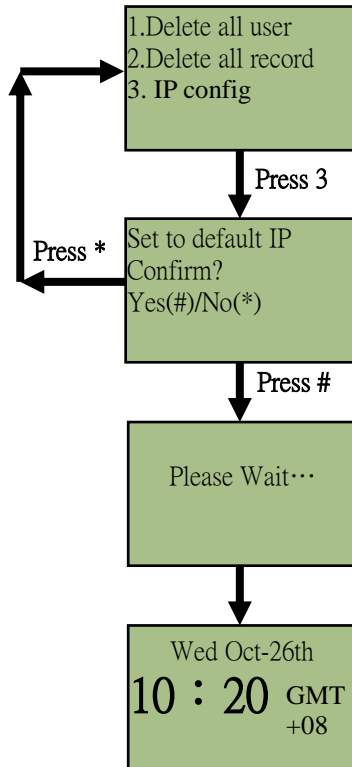 1.Delete all user
2.Delete all record
3. IP config
Press 3
Press *
Set to default IP
Confirm?
Yes(#)/No(*)
Press #
Please Wait⋯
Wed Oct-26th
10：20 GMT
+08